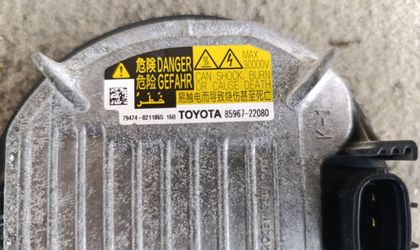 危険 DANGER
危险 GEFAHR
خطر
MAX
30000V
CAN SHOCK, BURN
OR CAUSE DEATH
易触电而导致烧伤甚至死亡
79474-0211865 160 TOYOTA 85967-22080